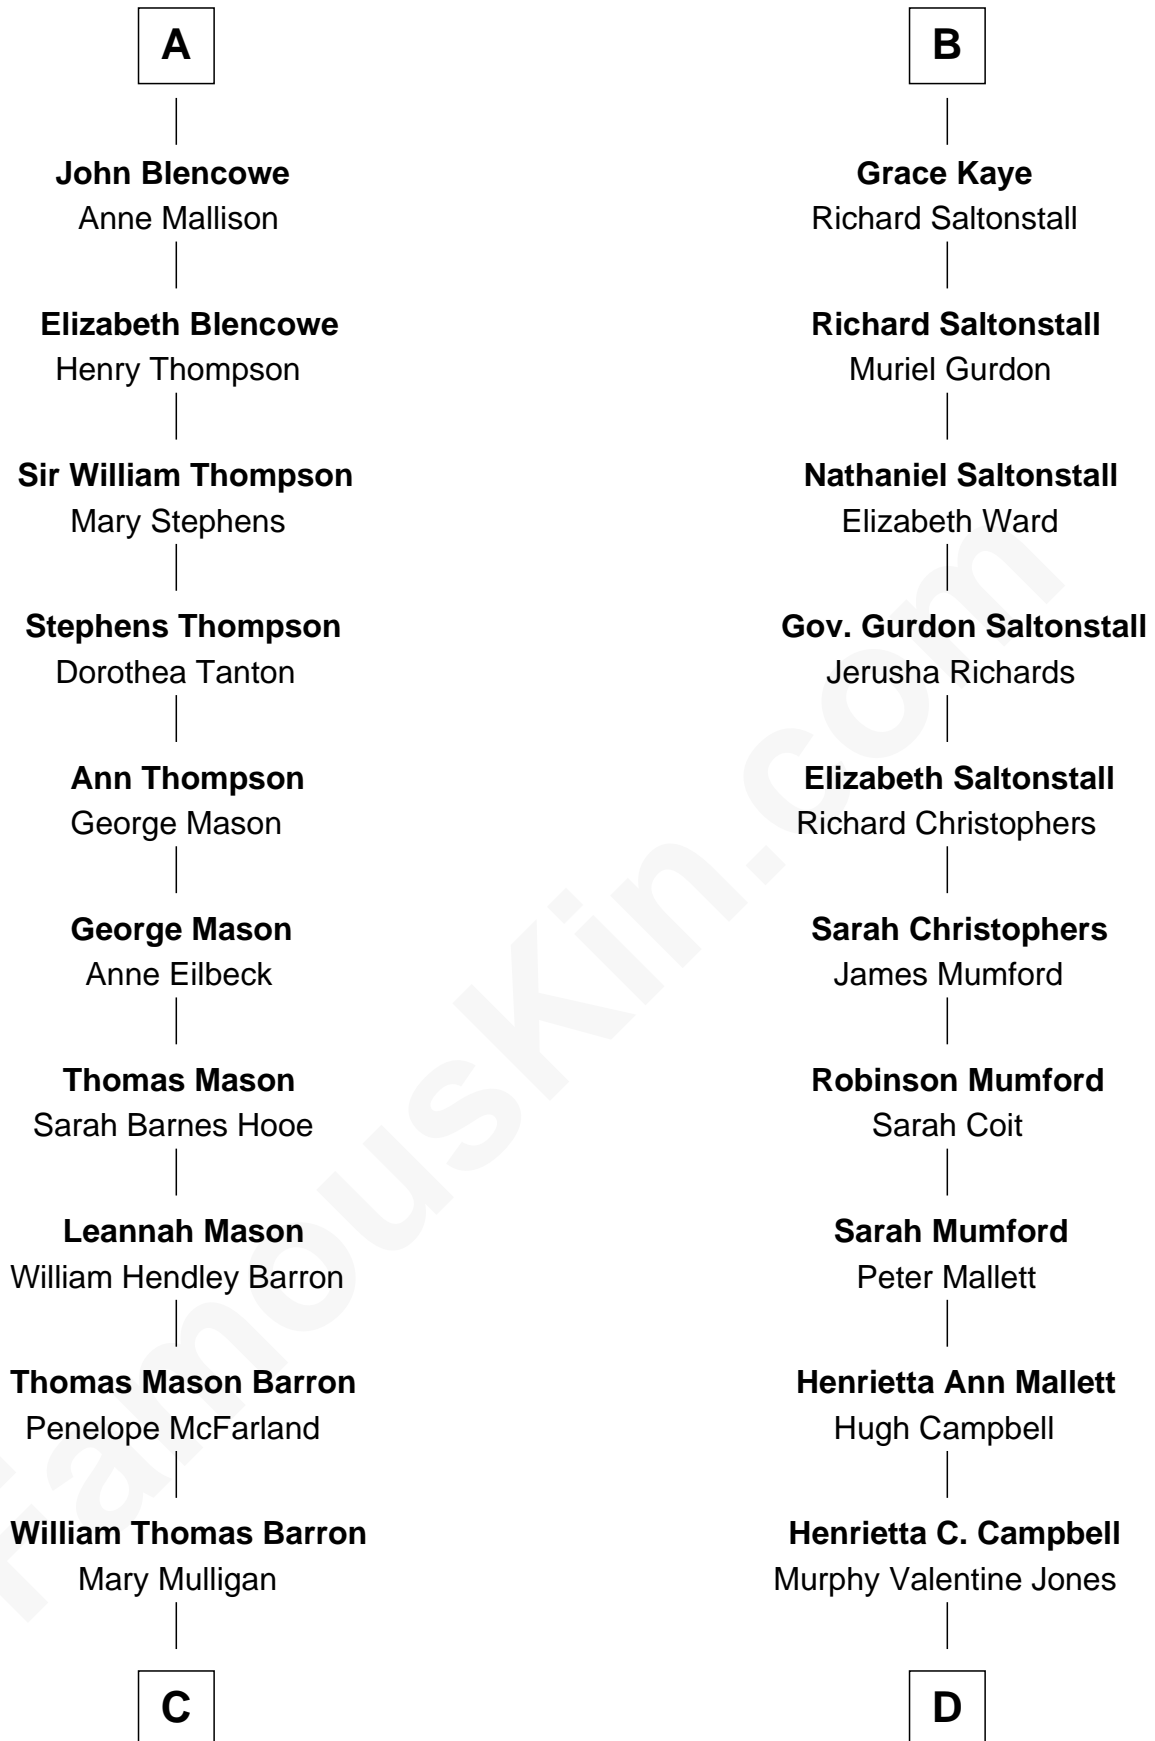 A
John Blencowe
Anne Mallison
Elizabeth Blencowe
Henry Thompson
Sir William Thompson
Mary Stephens
Stephens Thompson
Dorothea Tanton
Ann Thompson
George Mason
George Mason
Anne Eilbeck
Thomas Mason
Sarah Barnes Hooe
Leannah Mason
William Hendley Barron
Thomas Mason Barron
Penelope McFarland
William Thomas Barron
Mary Mulligan
C
B
Grace Kaye
Richard Saltonstall
Richard Saltonstall
Muriel Gurdon
Nathaniel Saltonstall
Elizabeth Ward
Gov. Gurdon Saltonstall
Jerusha Richards
Elizabeth Saltonstall
Richard Christophers
Sarah Christophers
James Mumford
Robinson Mumford
Sarah Coit
Sarah Mumford
Peter Mallett
Henrietta Ann Mallett
Hugh Campbell
Henrietta C. Campbell
Murphy Valentine Jones
D
FamousKin.com